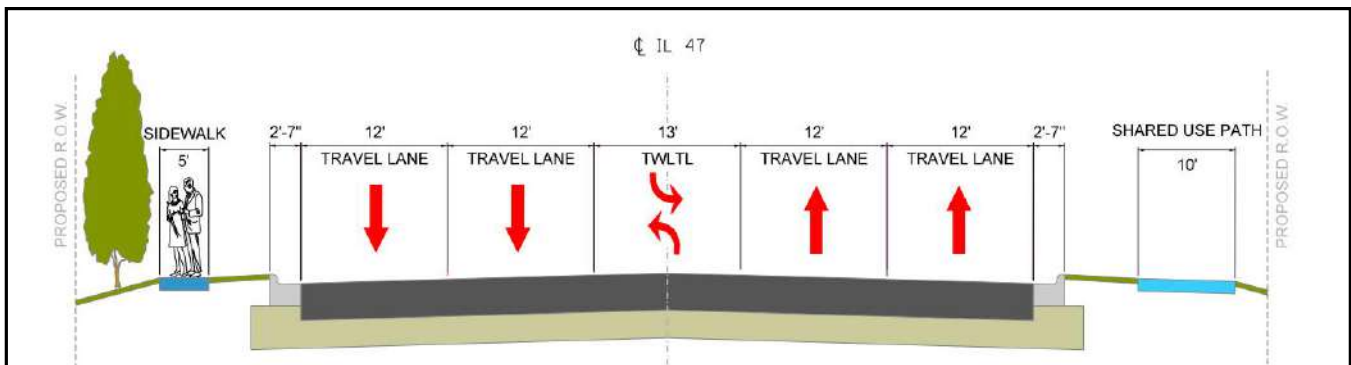 ℄ IL 47
PROPOSED R.O.W.
SIDEWALK
5'
2'-7"
12'
TRAVEL LANE
12'
TRAVEL LANE
13'
TWLTL
12'
TRAVEL LANE
12'
TRAVEL LANE
2'-7"
SHARED USE PATH
10'
PROPOSED R.O.W.